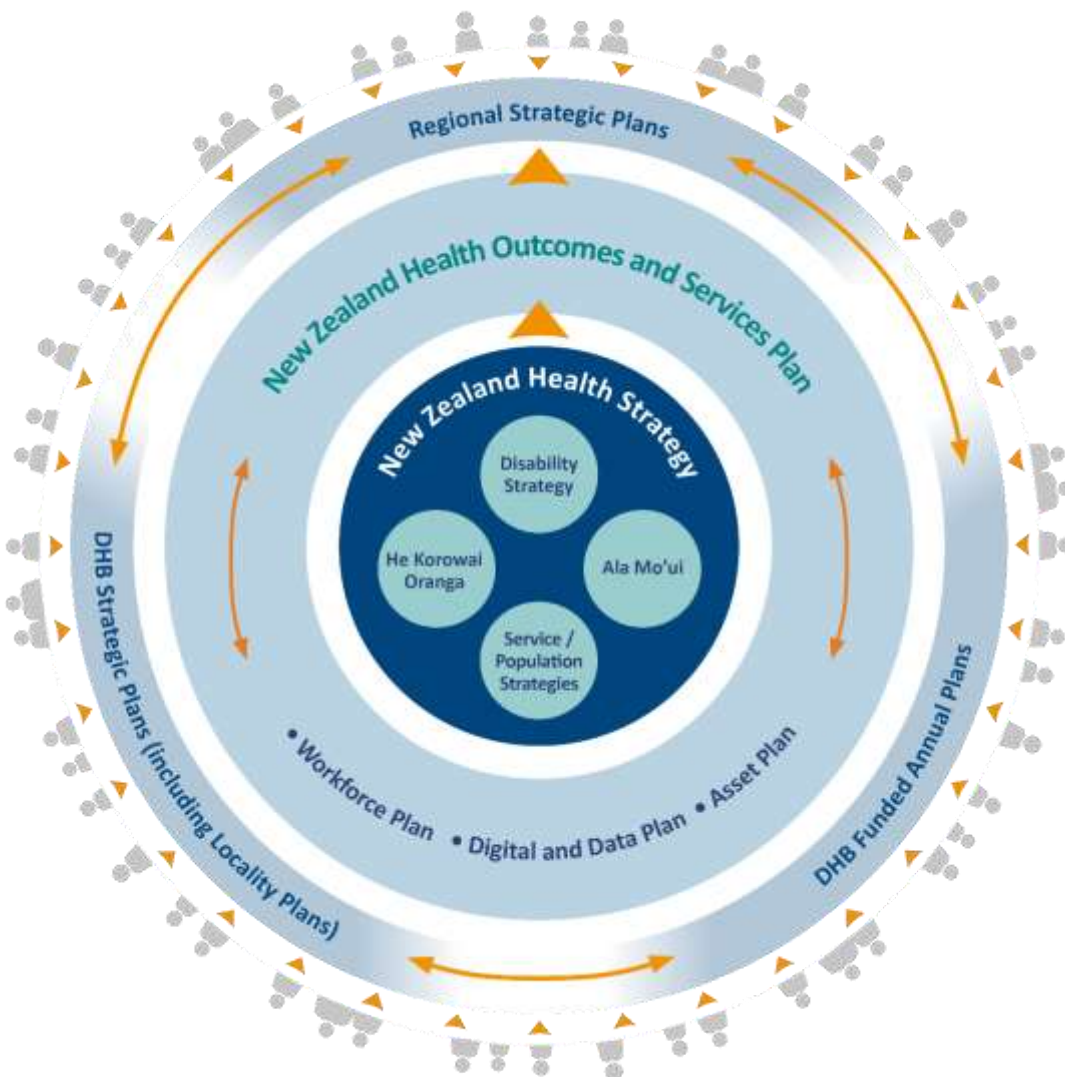 Regional Strategic Plans
New Zealand Health Outcomes and Services Plan
New Zealand Health Strategy
Disability
Strategy
He Korowai
Oranga
Ala Mo'ui
Service /
Population
Strategies
• Workforce Plan • Digital and Data Plan • Asset Plan
DHB Strategic Plans (including Locality Plans)
DHB Funded Annual Plans